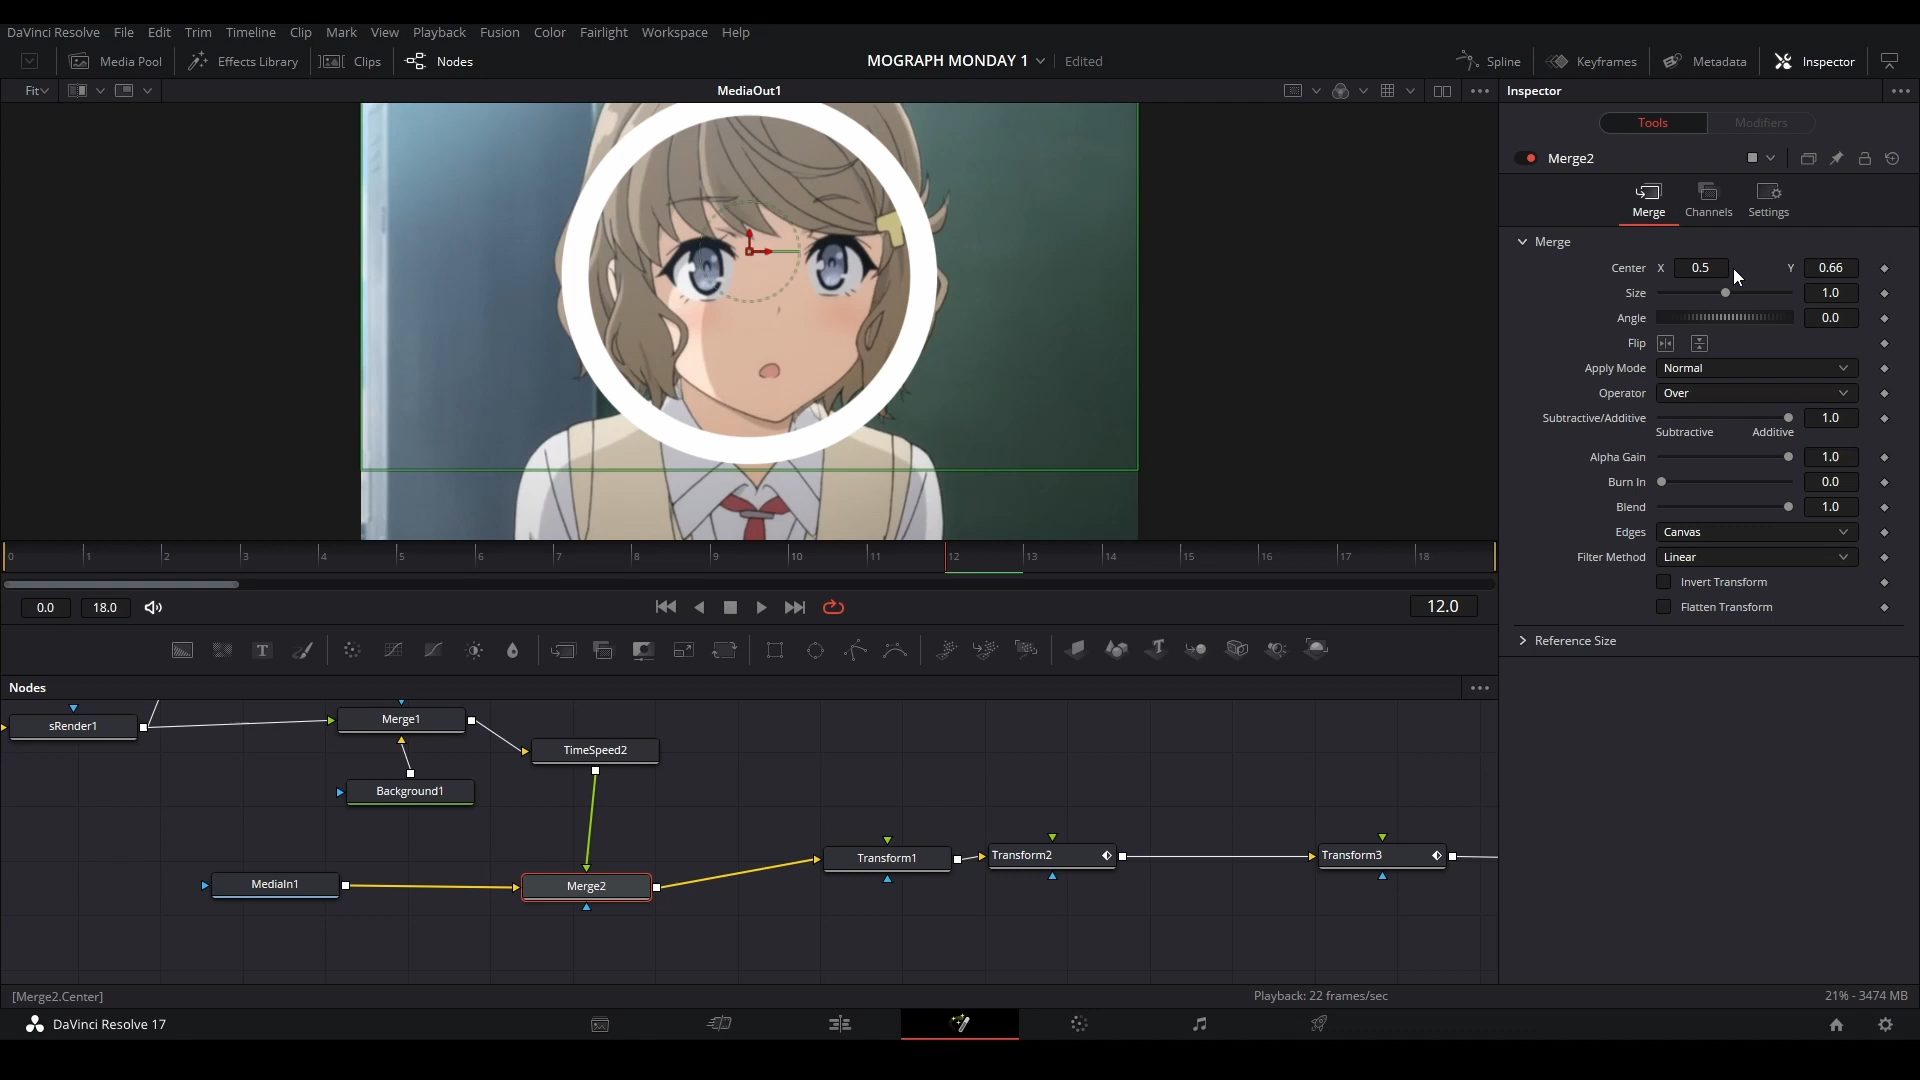 DaVinci Resolve File Edit Trim Timeline Clip Mark View Playback Fusion Color Fairlight Workspace Help
Media Pool Effects Library Clips Nodes MOGRAPH MONDAY 1 Edited Spline Keyframes Metadata Inspector
Fit MediaOut1 Inspector
Tools Modifiers
Merge2
Merge Channels Settings
Merge
Center X 0.5 Y 0.66
Size 1.0
Angle 0.0
Flip
Apply Mode Normal
Operator Over
Subtractive/Additive 1.0
Subtractive Additive
Alpha Gain 1.0
Burn In 0.0
Blend 1.0
Edges Canvas
Filter Method Linear
Invert Transform
Flatten Transform
Reference Size
0 1 2 3 4 5 6 7 8 9 10 11 12 13 14 15 16 17 18
0.0 18.0 12.0
Nodes
sRender1 Merge1
TimeSpeed2
Background1
Transform1 Transform2 Transform3
MediaIn1 Merge2
[Merge2.Center] Playback: 22 frames/sec 21% - 3474 MB
DaVinci Resolve 17